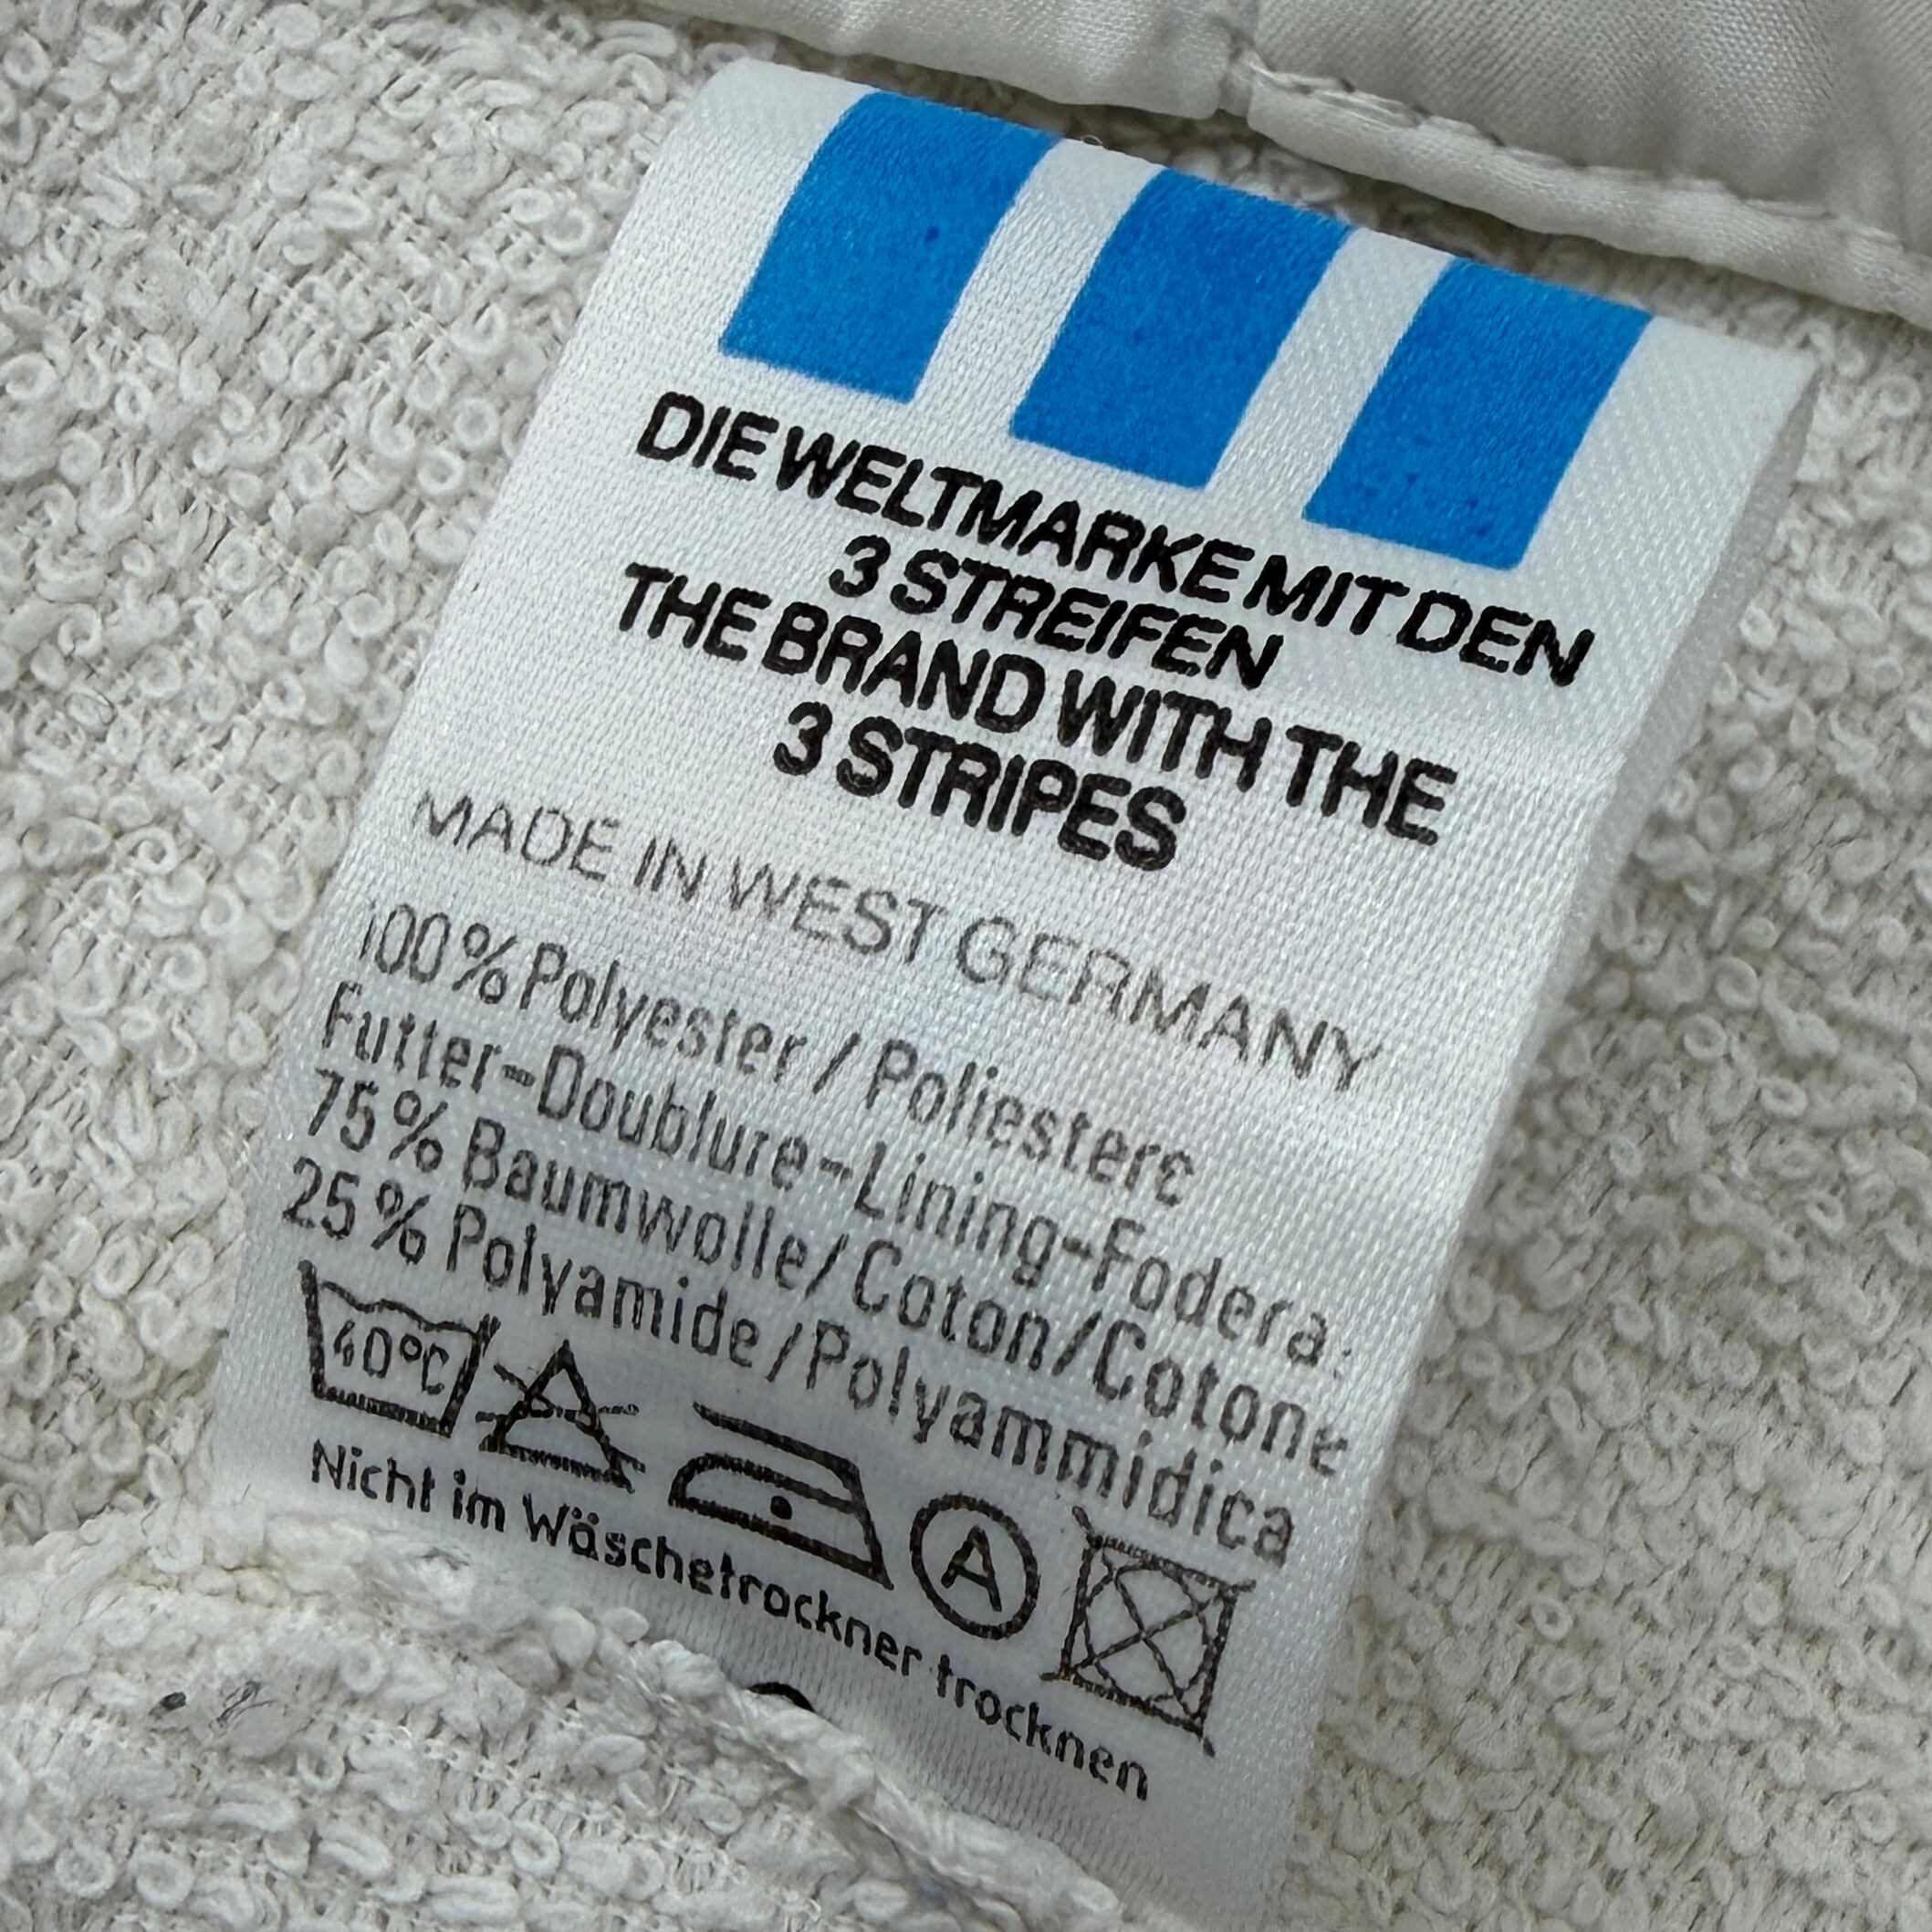 DIE WELTMARKE MIT DEN
3 STREIFEN
THE BRAND WITH THE
3 STRIPES
MADE IN WEST GERMANY
100% Polyester / Poliestere
Futter-Doublure-Lining-Fodera:
75% Baumwolle/Coton/Cotone
25% Polyamide/Polyammidica
40°C A
Nicht im Wäschetrockner trocknen